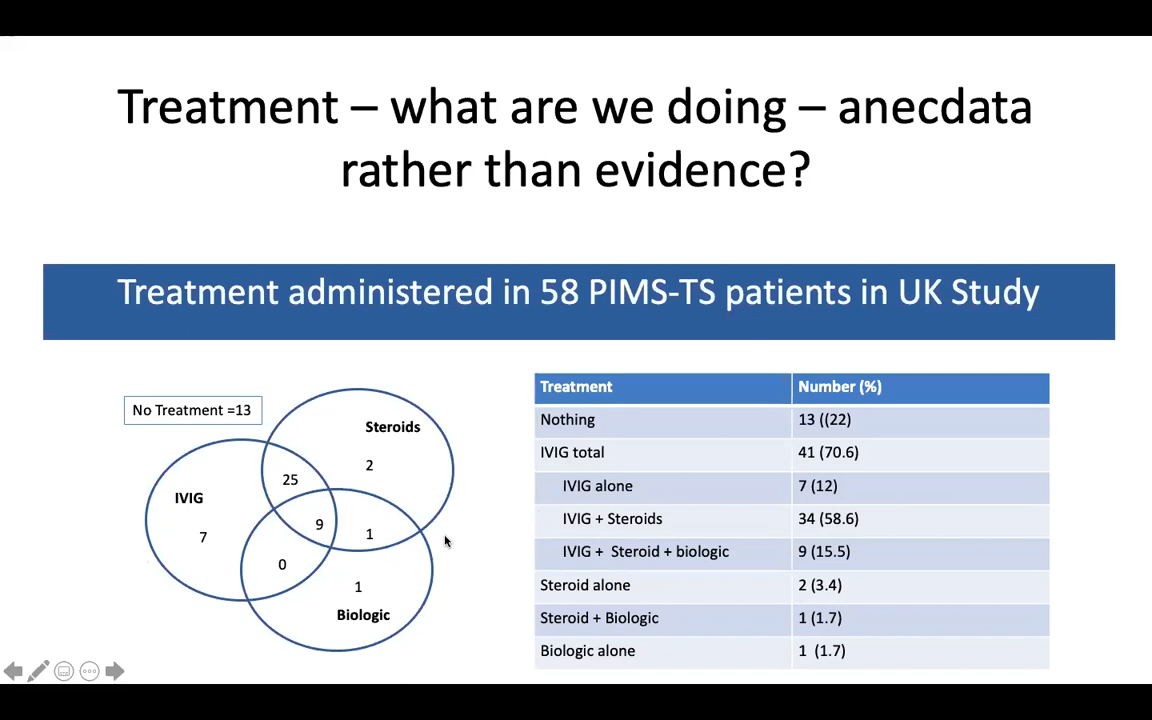 Treatment – what are we doing – anecdata
rather than evidence?
Treatment administered in 58 PIMS-TS patients in UK Study
No Treatment =13
Steroids
2
25
IVIG
7
9
1
0
1
Biologic
Treatment Number (%)
Nothing 13 ((22)
IVIG total 41 (70.6)
IVIG alone 7 (12)
IVIG + Steroids 34 (58.6)
IVIG + Steroid + biologic 9 (15.5)
Steroid alone 2 (3.4)
Steroid + Biologic 1 (1.7)
Biologic alone 1 (1.7)